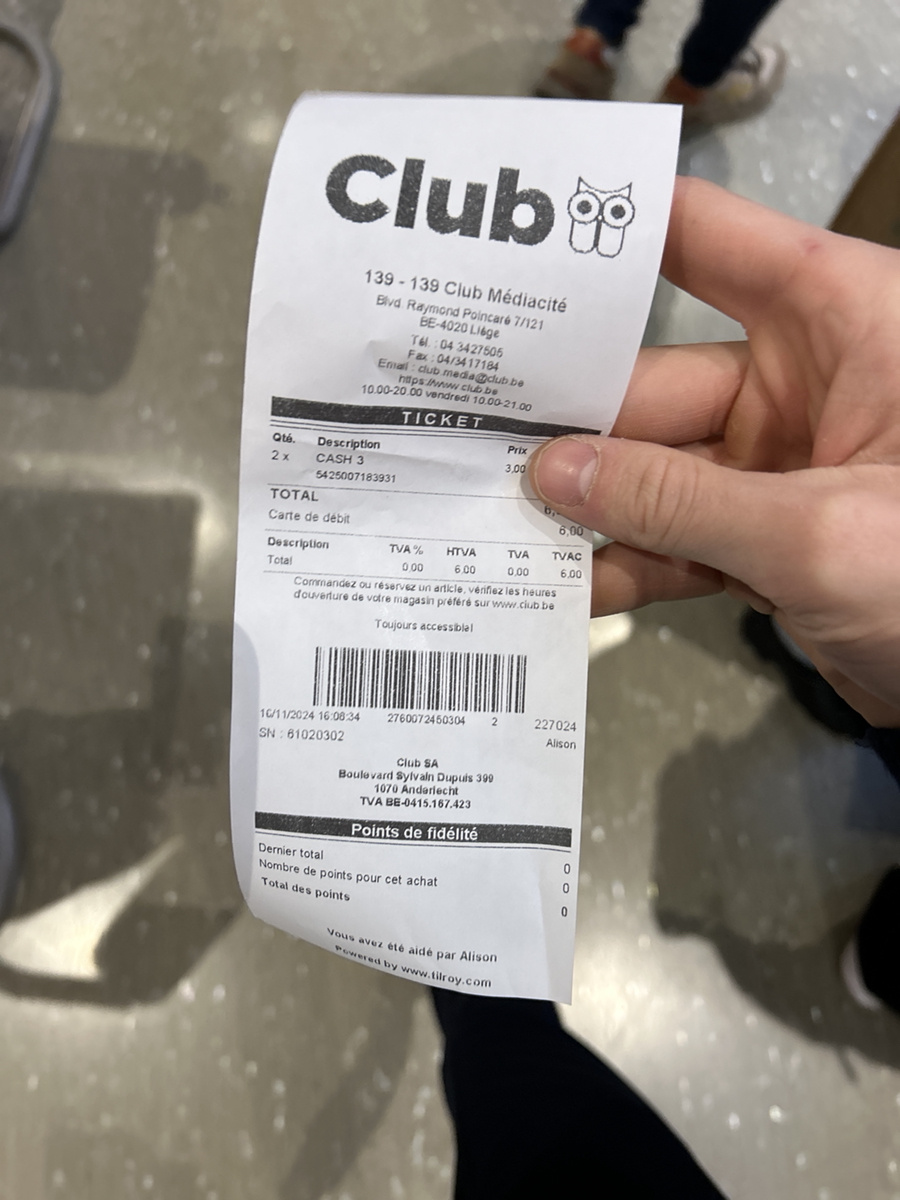 Club
139 - 139 Club Médiacité
Blvd. Raymond Poincaré 7/121
BE-4020 Liège
Tél. : 04 3427506
Fax : 04/3417184
Email : club.media@club.be
https://www.club.be
10.00-20.00 vendredi 10.00-21.00
TICKET
Qté. Description Prix
2 x CASH 3 3,00
5425007183931
TOTAL
Carte de débit 6,00
Description TVA % HTVA TVA TVAC
Total 0.00 6.00 0.00 6.00
Commandez ou réservez un article, vérifiez les heures
d'ouverture de votre magasin préféré sur www.club.be
Toujours accessible!
16/11/2024 16:08:34 2760072450304 2 227024
SN : 61020302 Alison
Club SA
Boulevard Sylvain Dupuis 399
1070 Anderlecht
TVA BE-0415.167.423
Points de fidélité
Dernier total 0
Nombre de points pour cet achat 0
Total des points 0
Vous avez été aidé par Alison
Powered by www.tilroy.com